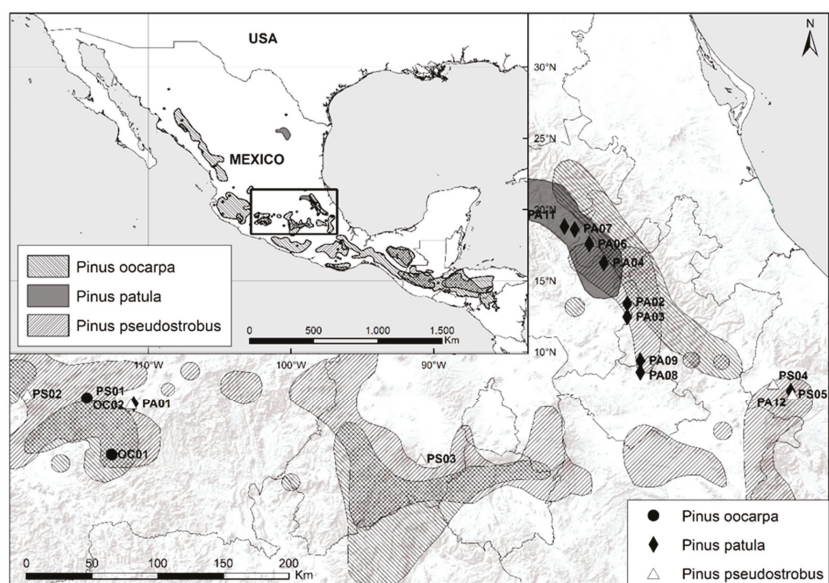 USA
N
30°N
25°N
MEXICO
20°N
PA11
PA07
PA06
PA04
Pinus oocarpa
Pinus patula
Pinus pseudostrobus
15°N
PA02
PA03
0 500 1.000 1.500
Km
10°N
PA09
PA08
110°W 100°W 90°W
PS02
PS01
OC02
PA01
PS04
PA12
PS05
OC01
PS03
Pinus oocarpa
Pinus patula
Pinus pseudostrobus
0 50 100 150 200
Km